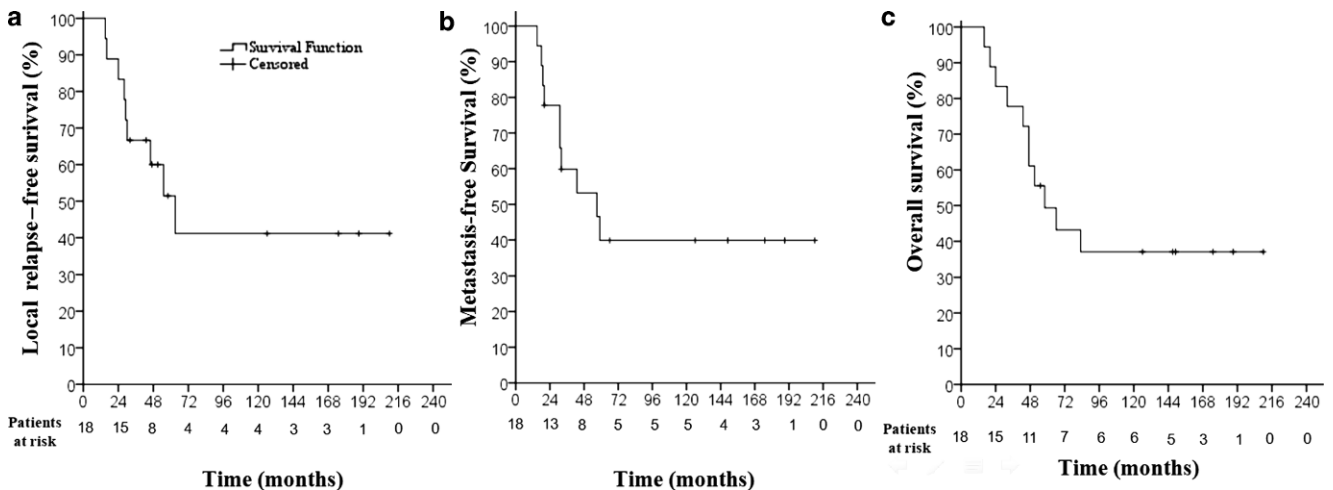 a
Local relapse–free surivval (%)
100
90
80
70
60
50
40
30
20
10
0
Survival Function
Censored
0 24 48 72 96 120 144 168 192 216 240
Patients at risk
18 15 8 4 4 4 3 3 1 0 0
Time (months)
b
Metastasis-free Survival (%)
100
90
80
70
60
50
40
30
20
10
0
0 24 48 72 96 120 144 168 192 216 240
18 13 8 5 5 5 4 3 1 0 0
Time (months)
c
Overall survival (%)
100
90
80
70
60
50
40
30
20
10
0
0 24 48 72 96 120 144 168 192 216 240
Patients at risk
18 15 11 7 6 6 5 3 1 0 0
Time (months)